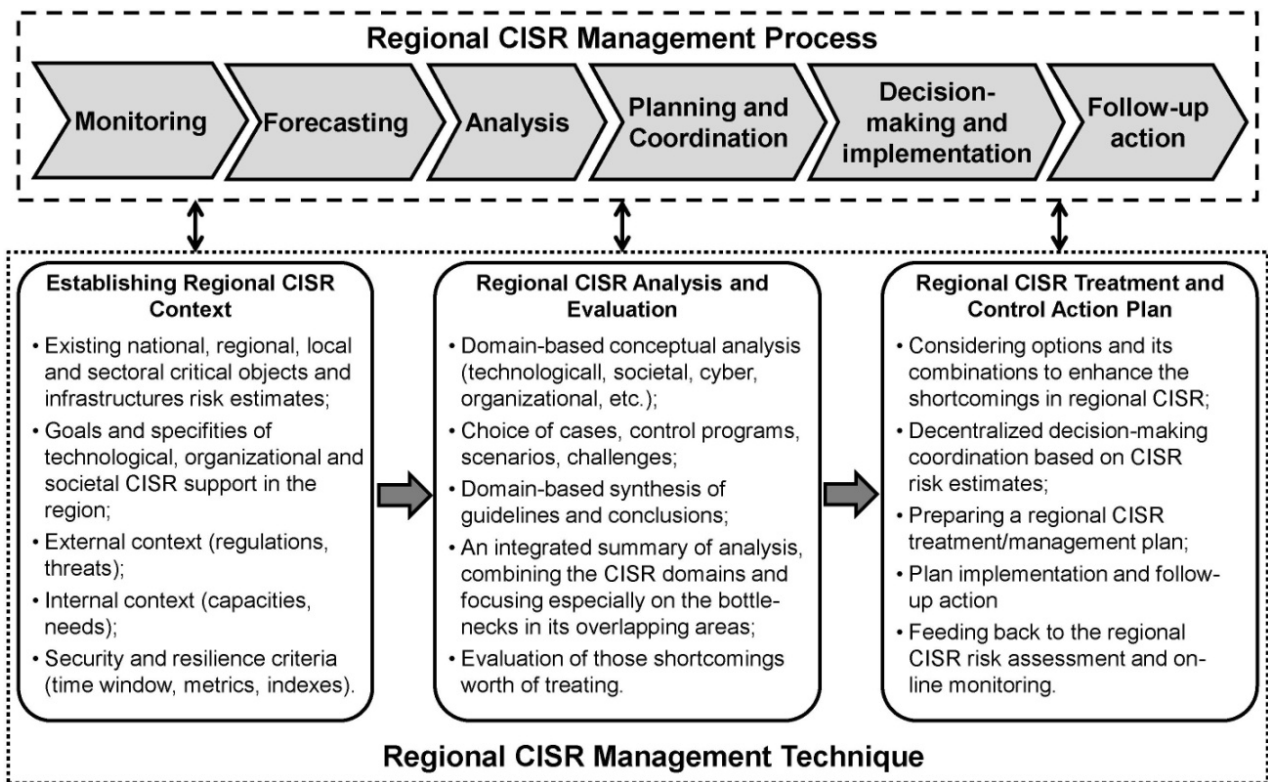 Regional CISR Management Process
Monitoring
Forecasting
Analysis
Planning and
Coordination
Decision-
making and
implementation
Follow-up
action
Establishing Regional CISR
Context
• Existing national, regional, local
and sectoral critical objects and
infrastructures risk estimates;
• Goals and specifities of
technological, organizational and
societal CISR support in the
region;
• External context (regulations,
threats);
• Internal context (capacities,
needs);
• Security and resilience criteria
(time window, metrics, indexes).
Regional CISR Analysis and
Evaluation
• Domain-based conceptual analysis
(technologicall, societal, cyber,
organizational, etc.);
• Choice of cases, control programs,
scenarios, challenges;
• Domain-based synthesis of
guidelines and conclusions;
• An integrated summary of analysis,
combining the CISR domains and
focusing especially on the bottle-
necks in its overlapping areas;
• Evaluation of those shortcomings
worth of treating.
Regional CISR Treatment and
Control Action Plan
• Considering options and its
combinations to enhance the
shortcomings in regional CISR;
• Decentralized decision-making
coordination based on CISR
risk estimates;
• Preparing a regional CISR
treatment/management plan;
• Plan implementation and follow-
up action
• Feeding back to the regional
CISR risk assessment and on-
line monitoring.
Regional CISR Management Technique